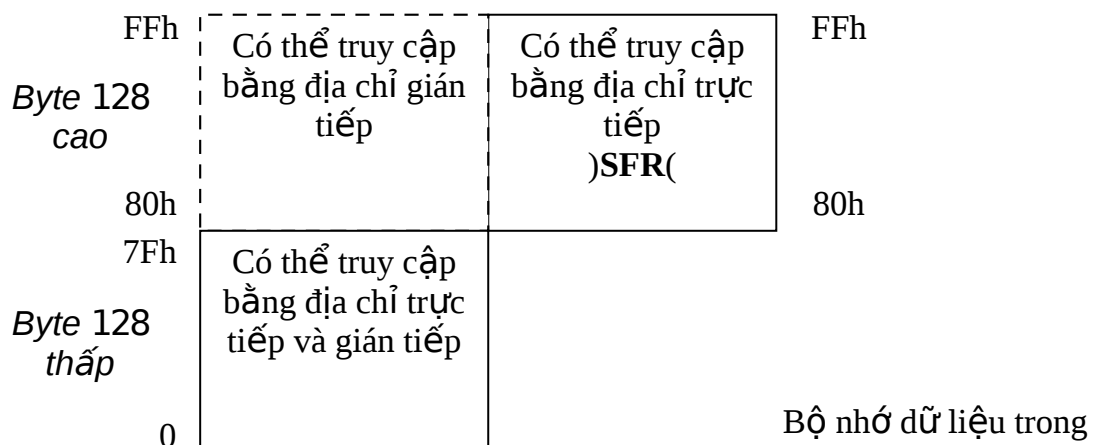 FFh
Có thể truy cập
bằng địa chỉ gián
tiếp
Có thể truy cập
bằng địa chỉ trực
tiếp
)SFR(
FFh
Byte 128
cao
80h
80h
7Fh
Có thể truy cập
bằng địa chỉ trực
tiếp và gián tiếp
Byte 128
thấp
0
Bộ nhớ dữ liệu trong